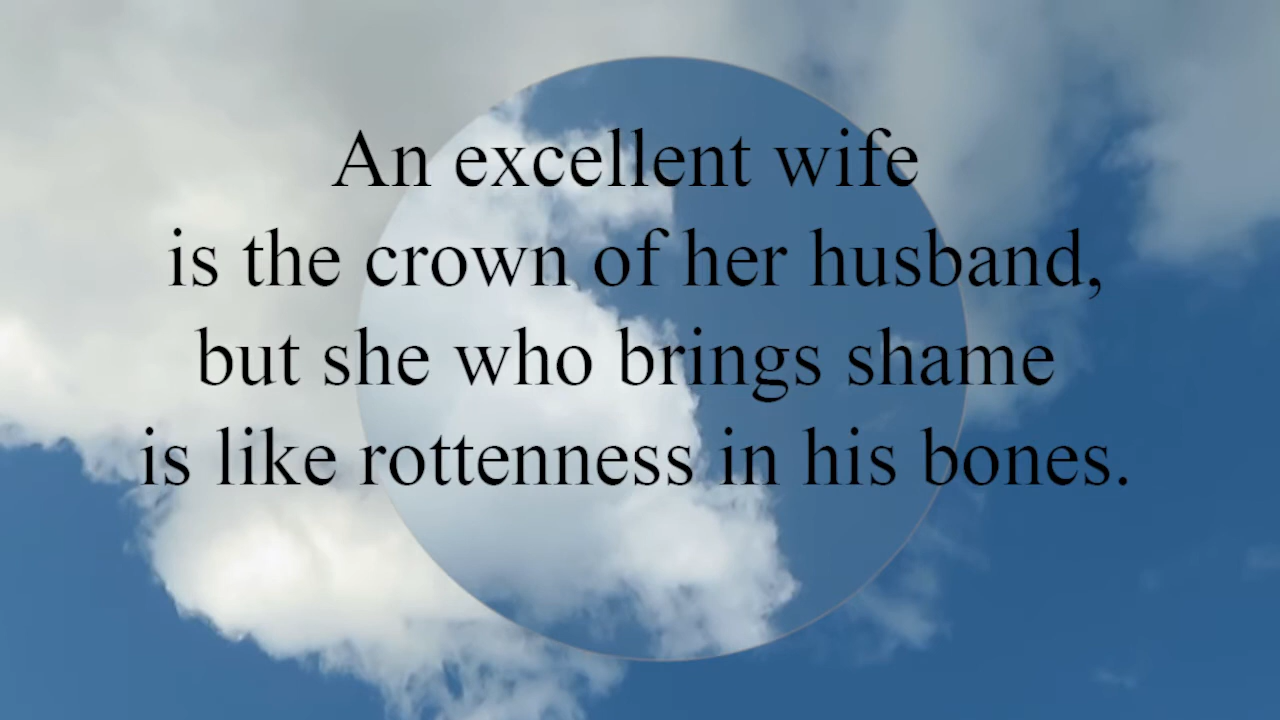 An excellent wife
is the crown of her husband,
but she who brings shame
is like rottenness in his bones.